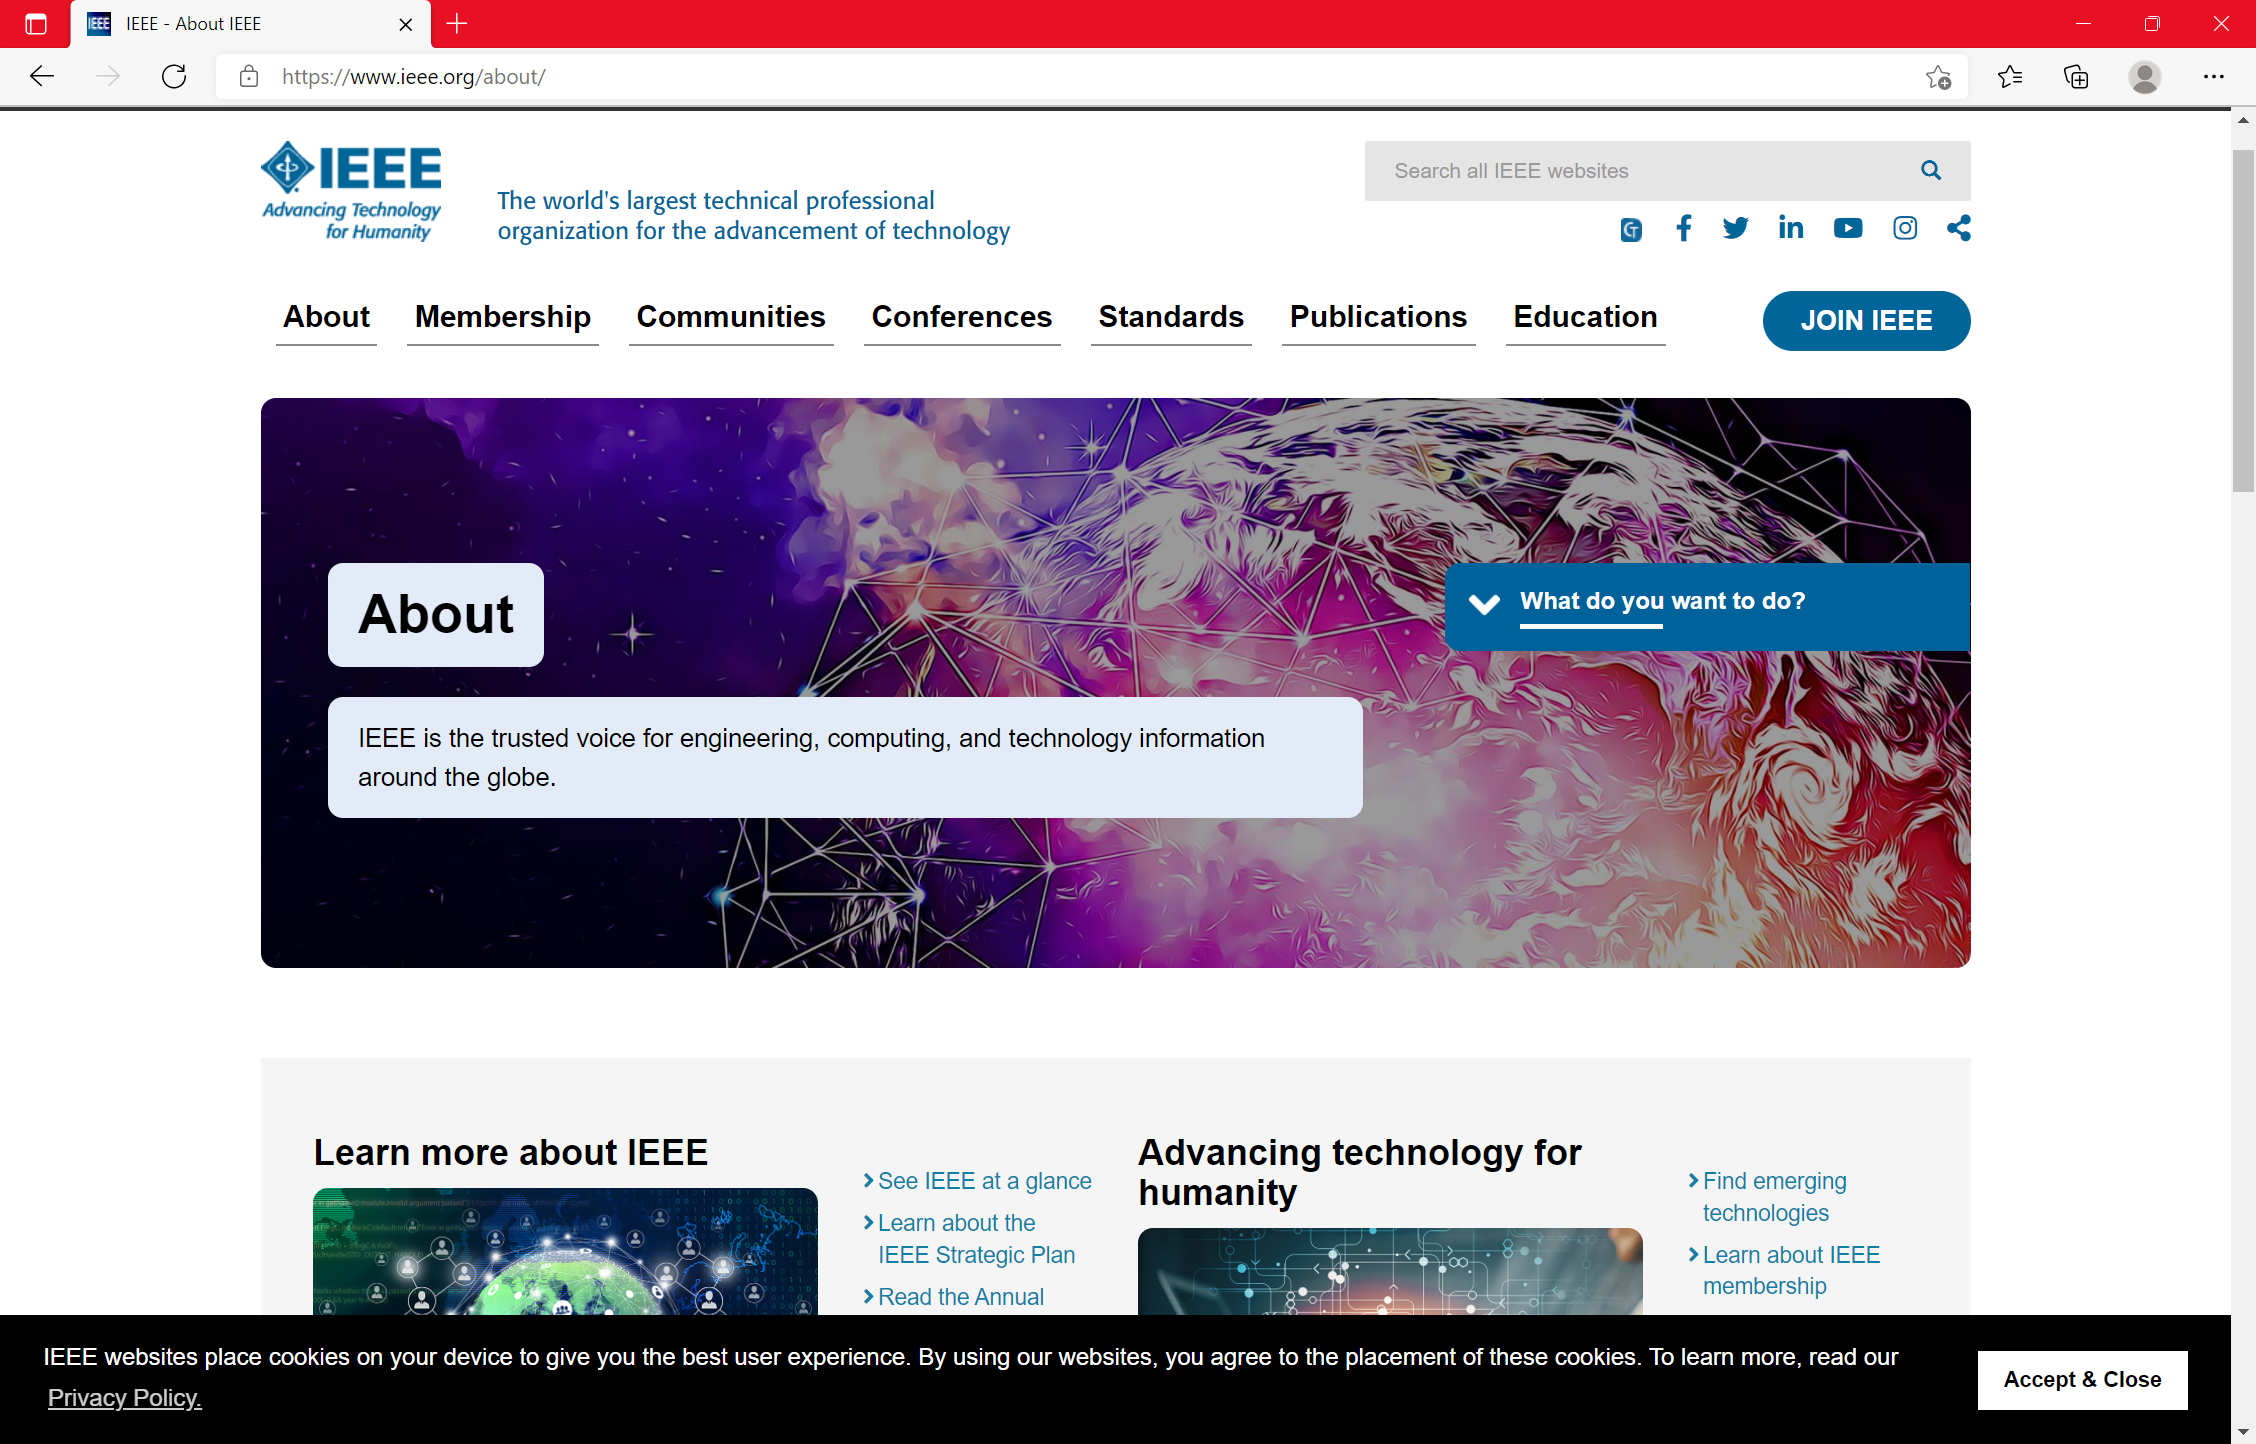 IEEE - About IEEE
https://www.ieee.org/about/
IEEE
Advancing Technology
for Humanity
The world's largest technical professional
organization for the advancement of technology
Search all IEEE websites
About Membership Communities Conferences Standards Publications Education JOIN IEEE
About
What do you want to do?
IEEE is the trusted voice for engineering, computing, and technology information
around the globe.
Learn more about IEEE
See IEEE at a glance
Learn about the
IEEE Strategic Plan
Read the Annual
Advancing technology for
humanity
Find emerging
technologies
Learn about IEEE
membership
IEEE websites place cookies on your device to give you the best user experience. By using our websites, you agree to the placement of these cookies. To learn more, read our
Privacy Policy.
Accept & Close